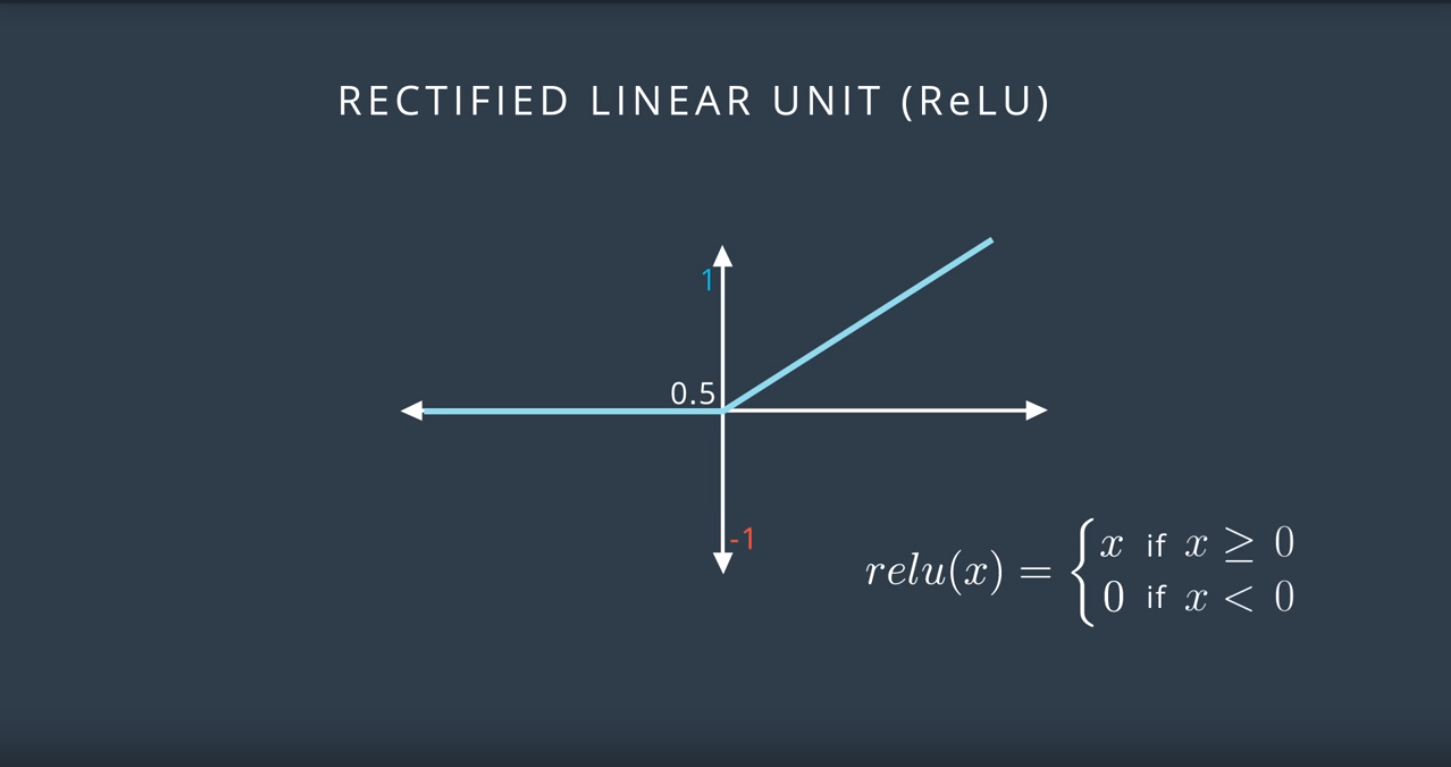 RECTIFIED LINEAR UNIT (ReLU)
1
0.5
-1
relu(x) = { x if x ≥ 0
0 if x < 0